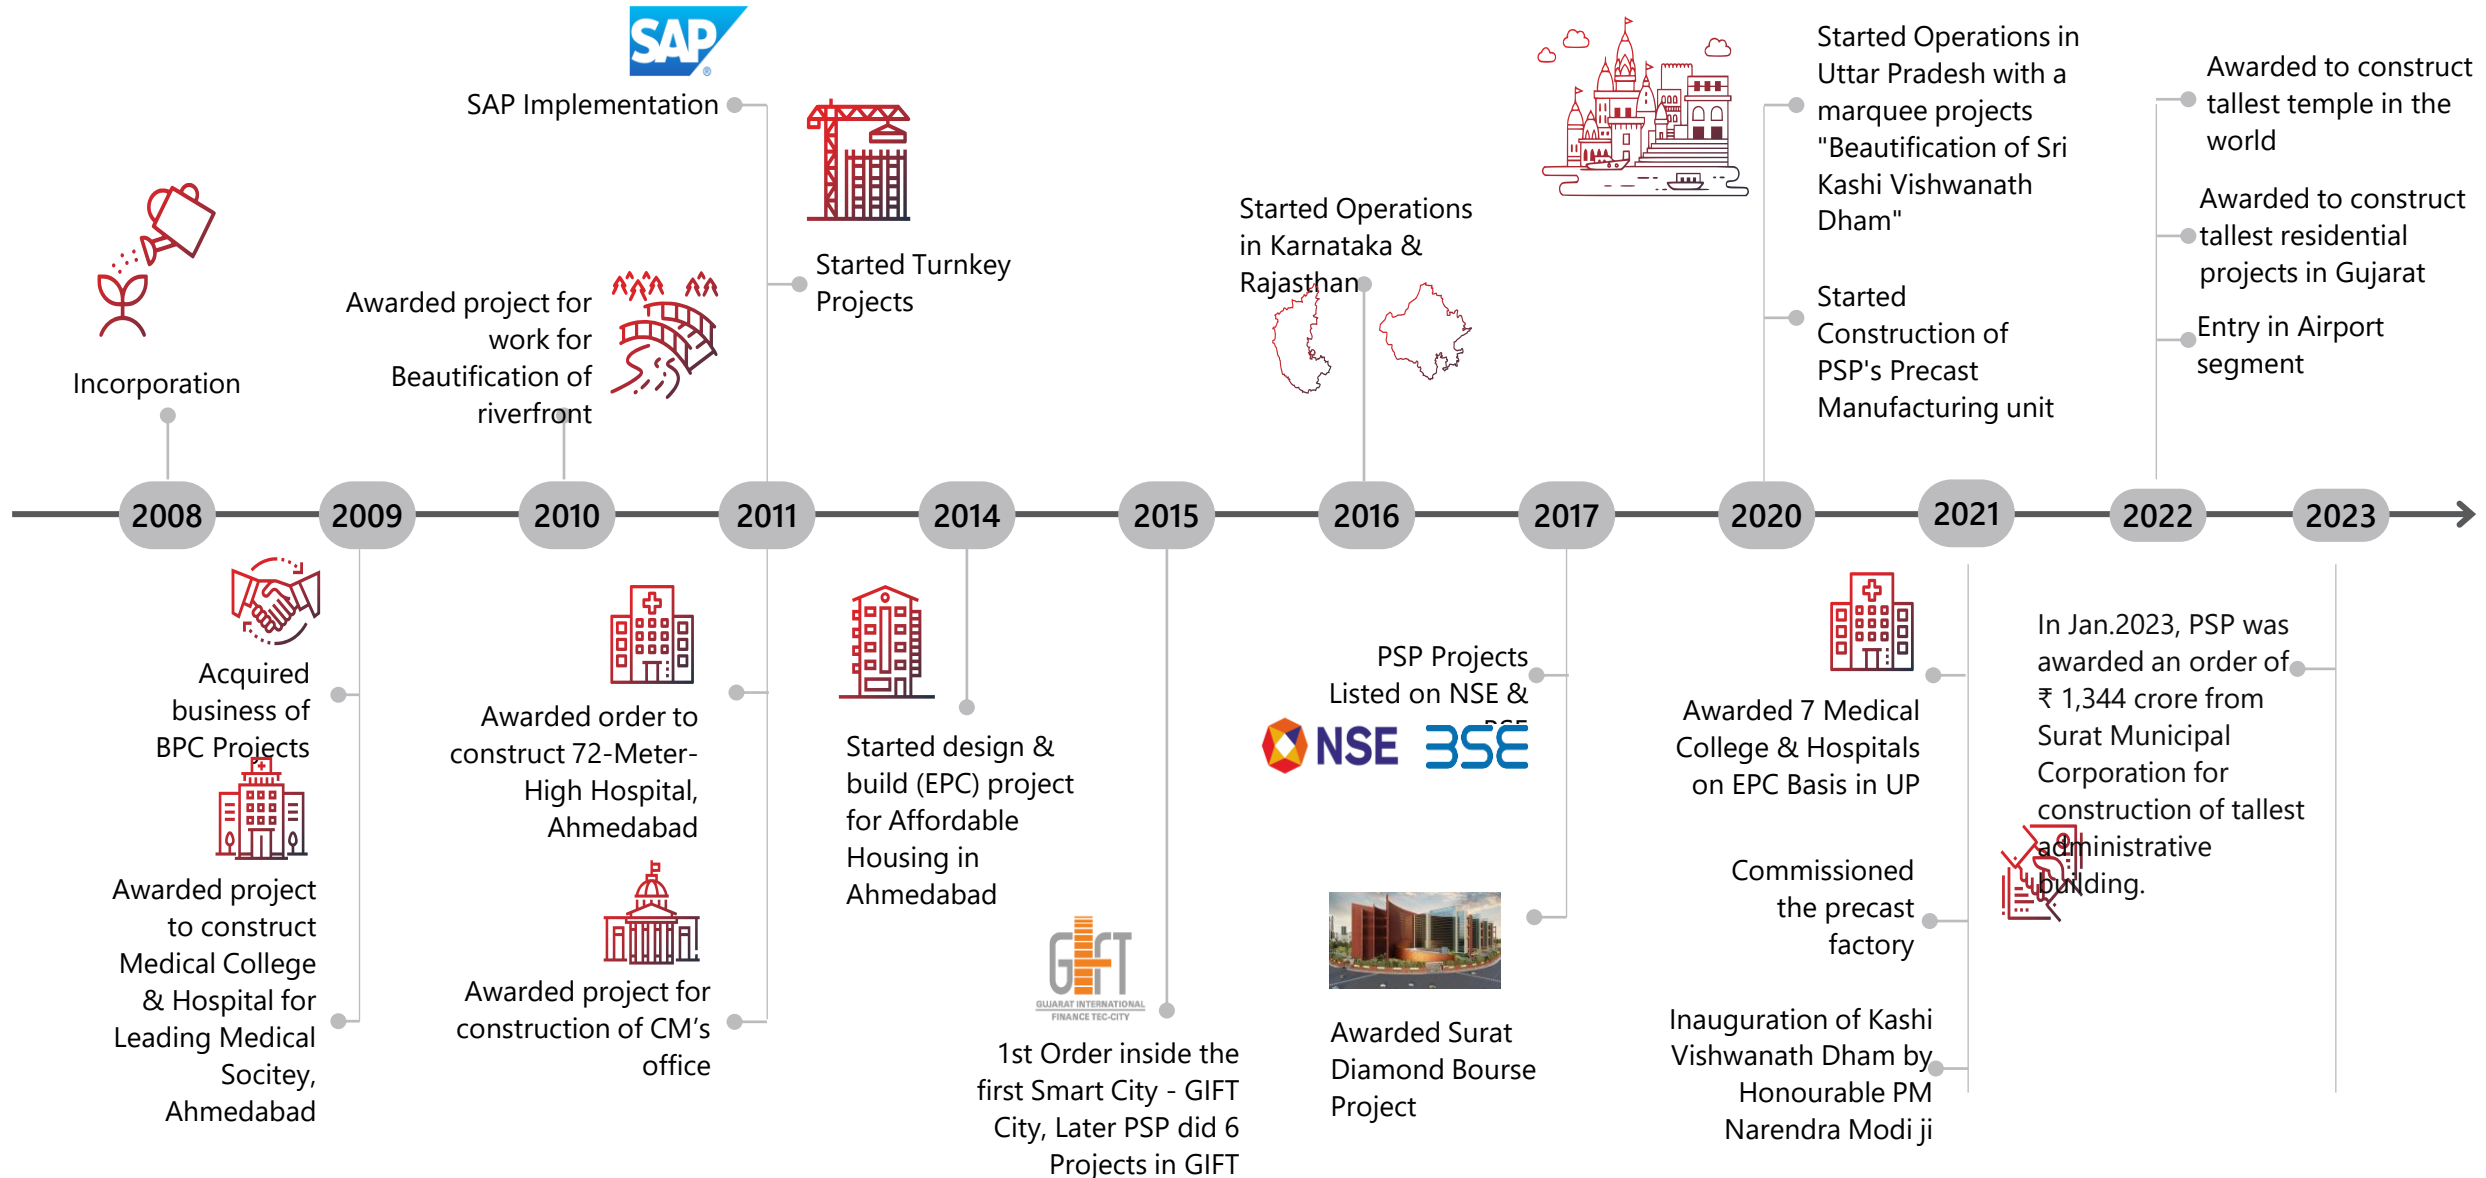 SAP
®
SAP Implementation
Started Turnkey
Projects
Incorporation
Awarded project for
work for
Beautification of
riverfront
Started Operations
in Karnataka &
Rajasthan
Started Operations in
Uttar Pradesh with a
marquee projects
"Beautification of Sri
Kashi Vishwanath
Dham"
Started
Construction of
PSP's Precast
Manufacturing unit
Awarded to construct
tallest temple in the
world
Awarded to construct
tallest residential
projects in Gujarat
Entry in Airport
segment
2008
2009
2010
2011
2014
2015
2016
2017
2020
2021
2022
2023
Acquired
business of
BPC Projects
Awarded project
to construct
Medical College
& Hospital for
Leading Medical
Socitey,
Ahmedabad
Awarded order to
construct 72-Meter-
High Hospital,
Ahmedabad
Awarded project for
construction of CM’s
office
Started design &
build (EPC) project
for Affordable
Housing in
Ahmedabad
GIFT
GUJARAT INTERNATIONAL
FINANCE TEC-CITY
1st Order inside the
first Smart City - GIFT
City, Later PSP did 6
Projects in GIFT
PSP Projects
Listed on NSE &
BSE
NSE
BSE
Awarded Surat
Diamond Bourse
Project
Awarded 7 Medical
College & Hospitals
on EPC Basis in UP
Commissioned
the precast
factory
Inauguration of Kashi
Vishwanath Dham by
Honourable PM
Narendra Modi ji
In Jan.2023, PSP was
awarded an order of
₹ 1,344 crore from
Surat Municipal
Corporation for
construction of tallest
administrative
building.